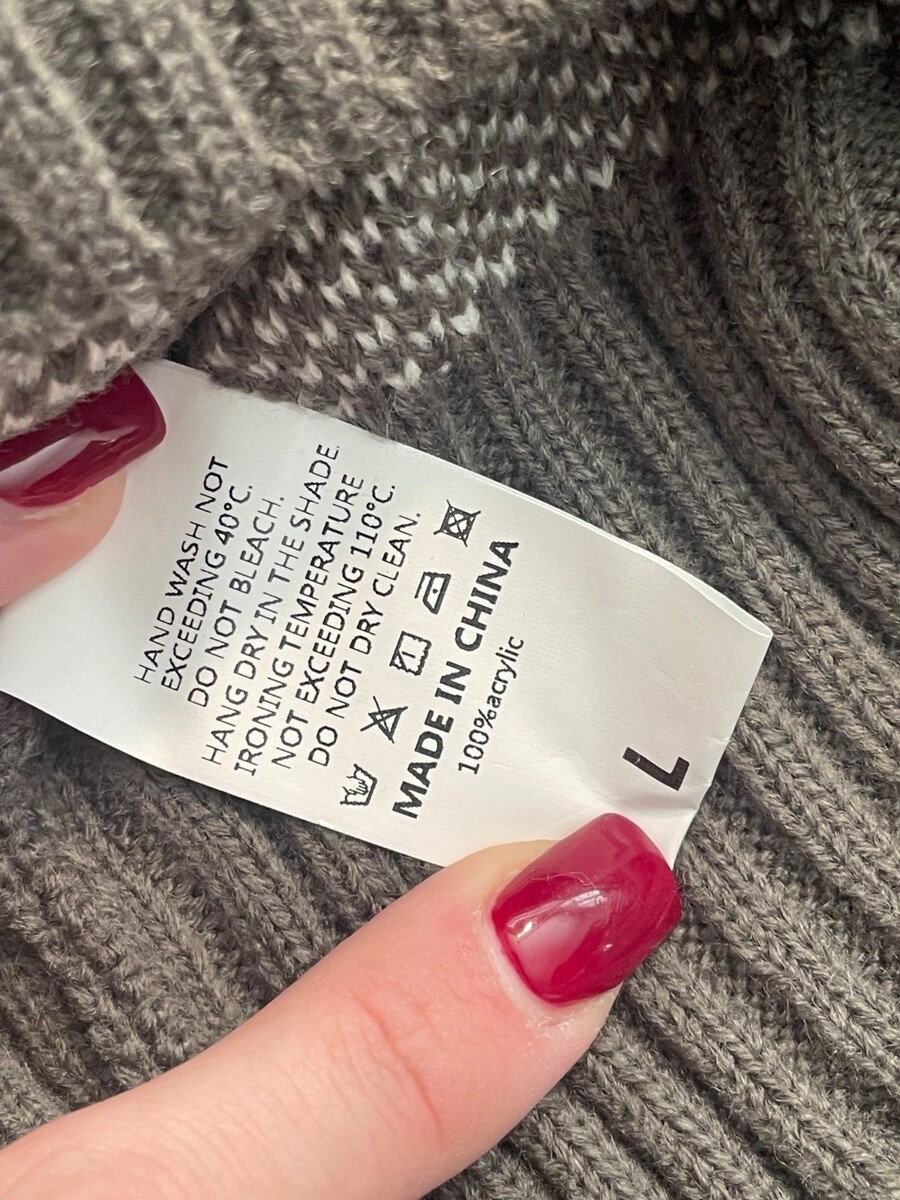 HAND WASH NOT
EXCEEDING 40°C.
DO NOT BLEACH.
HANG DRY IN THE SHADE.
IRONING TEMPERATURE
NOT EXCEEDING 110°C.
DO NOT DRY CLEAN.
MADE IN CHINA
100%acrylic
L